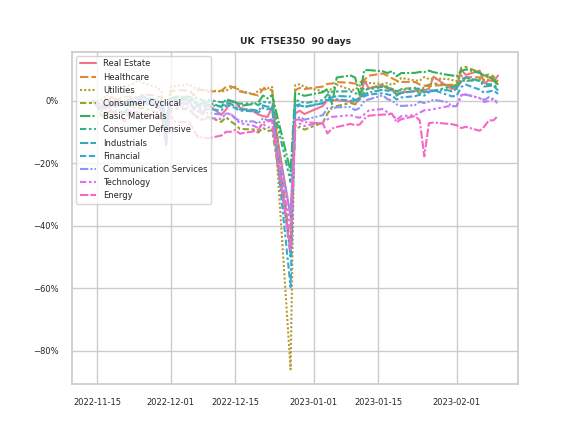 UK FTSE350 90 days
Real Estate
Healthcare
Utilities
Consumer Cyclical
Basic Materials
Consumer Defensive
Industrials
Financial
Communication Services
Technology
Energy
0%
−20%
−40%
−60%
−80%
2022-11-15 2022-12-01 2022-12-15 2023-01-01 2023-01-15 2023-02-01